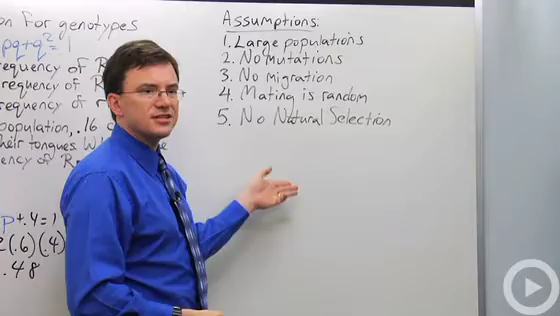 on for genotypes
pq+q²=1
requency of R
requency of R
requency of r
population, .16 o
their tongues. Wh
ency of R
p+.4=1
2(.6)(.4)
.48
Assumptions:
1. Large populations
2. No mutations
3. No migration
4. Mating is random
5. No Natural Selection